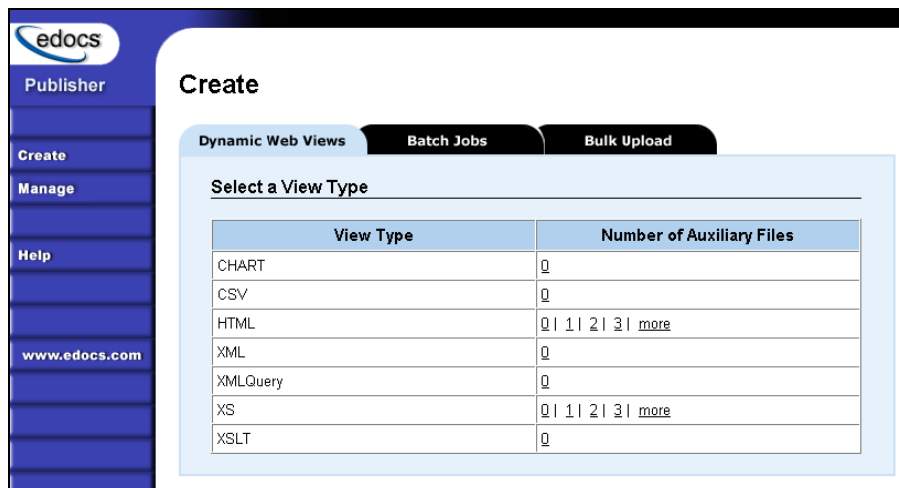 edocs
Publisher
Create
Manage
Help
www.edocs.com
Create
Dynamic Web Views
Batch Jobs
Bulk Upload
Select a View Type
View Type Number of Auxiliary Files
CHART 0
CSV 0
HTML 0 | 1 | 2 | 3 | more
XML 0
XMLQuery 0
XS 0 | 1 | 2 | 3 | more
XSLT 0